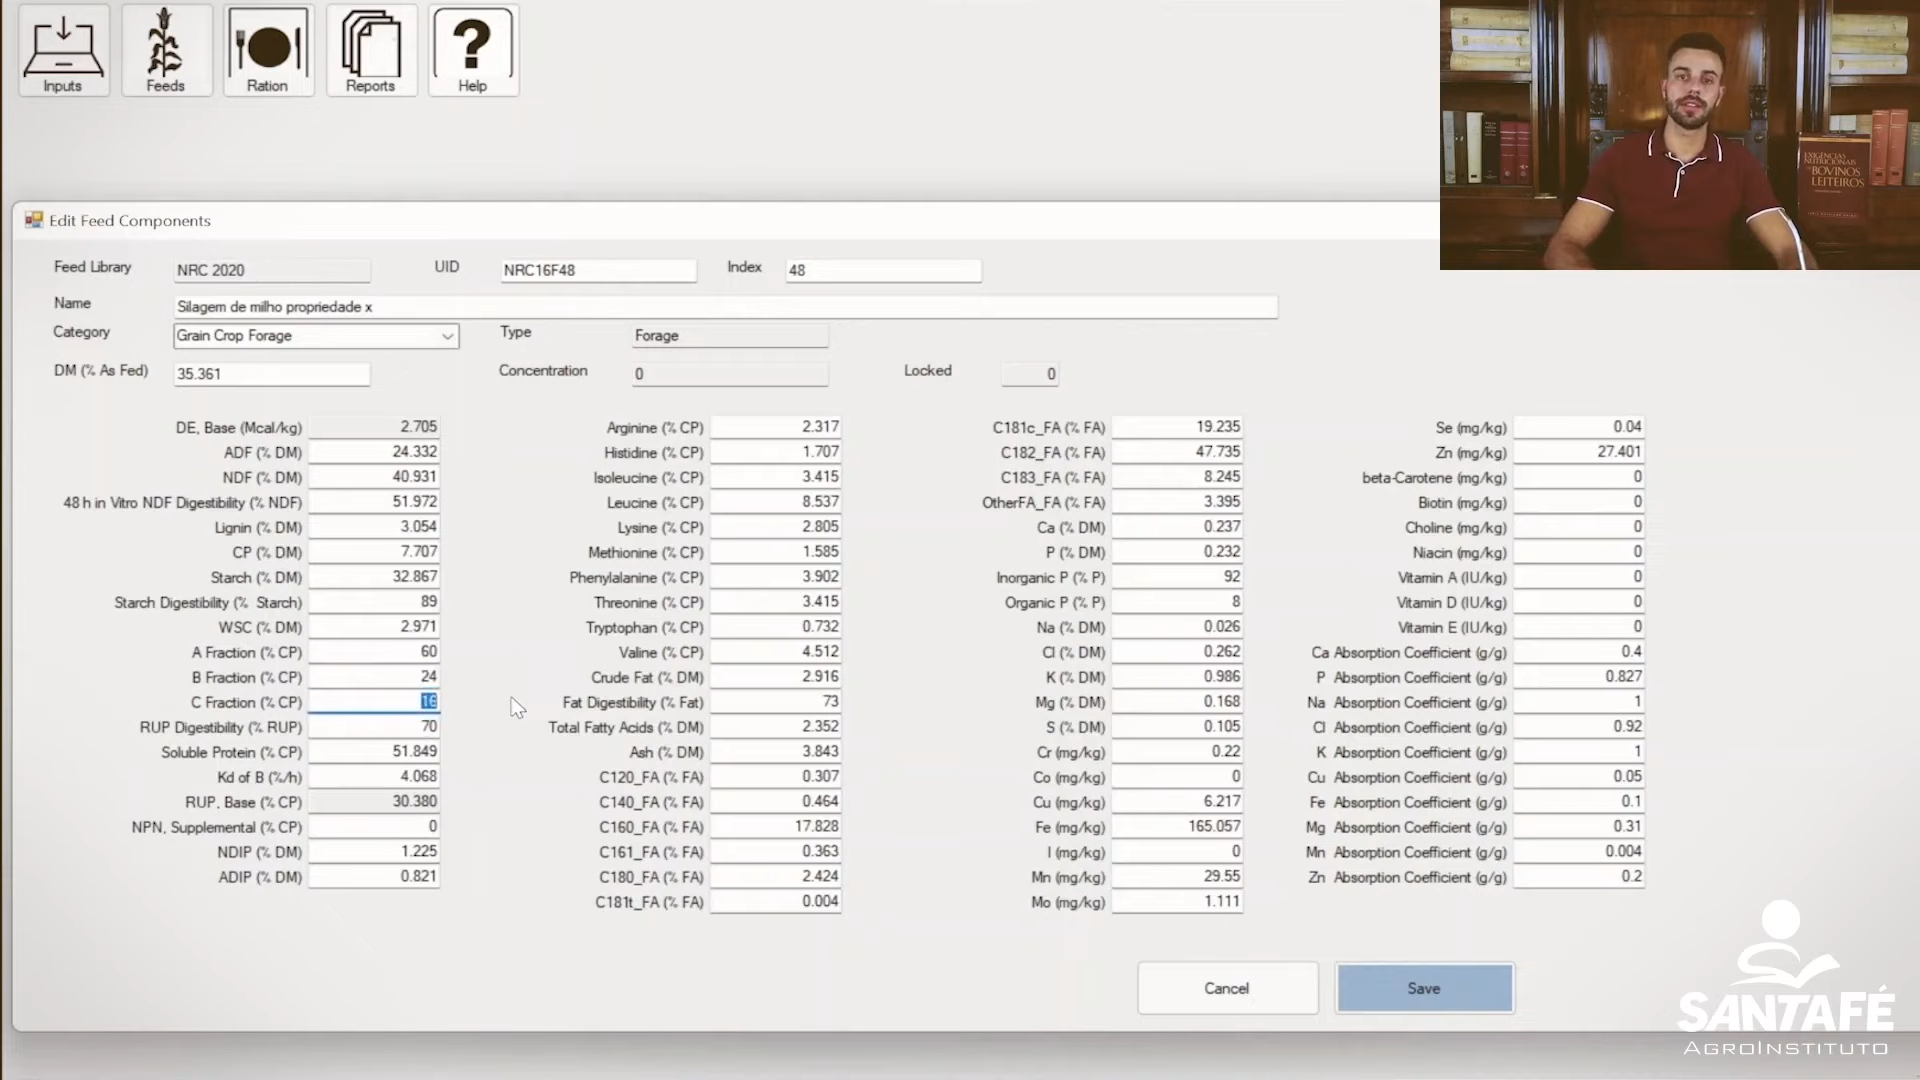 Inputs
Feeds
Ration
Reports
Help
EXIGÊNCIAS
NUTRICIONAIS
DE BOVINOS
LEITEIROS
Edit Feed Components
Feed Library NRC 2020 UID NRC16F48 Index 48
Name Silagem de milho propriedade x
Category Grain Crop Forage Type Forage
DM (% As Fed) 35.361 Concentration 0 Locked 0
DE, Base (Mcal/kg) 2.705
ADF (% DM) 24.332
NDF (% DM) 40.931
48 h in Vitro NDF Digestibility (% NDF) 51.972
Lignin (% DM) 3.054
CP (% DM) 7.707
Starch (% DM) 32.867
Starch Digestibility (% Starch) 89
WSC (% DM) 2.971
A Fraction (% CP) 60
B Fraction (% CP) 24
C Fraction (% CP) 16
RUP Digestibility (% RUP) 70
Soluble Protein (% CP) 51.849
Kd of B (%/h) 4.068
RUP, Base (% CP) 30.380
NPN, Supplemental (% CP) 0
NDIP (% DM) 1.225
ADIP (% DM) 0.821
Arginine (% CP) 2.317
Histidine (% CP) 1.707
Isoleucine (% CP) 3.415
Leucine (% CP) 8.537
Lysine (% CP) 2.805
Methionine (% CP) 1.585
Phenylalanine (% CP) 3.902
Threonine (% CP) 3.415
Tryptophan (% CP) 0.732
Valine (% CP) 4.512
Crude Fat (% DM) 2.916
Fat Digestibility (% Fat) 73
Total Fatty Acids (% DM) 2.352
Ash (% DM) 3.843
C120_FA (% FA) 0.307
C140_FA (% FA) 0.464
C160_FA (% FA) 17.828
C161_FA (% FA) 0.363
C180_FA (% FA) 2.424
C181t_FA (% FA) 0.004
C181c_FA (% FA) 19.235
C182_FA (% FA) 47.735
C183_FA (% FA) 8.245
OtherFA_FA (% FA) 3.395
Ca (% DM) 0.237
P (% DM) 0.232
Inorganic P (% P) 92
Organic P (% P) 8
Na (% DM) 0.026
Cl (% DM) 0.262
K (% DM) 0.986
Mg (% DM) 0.168
S (% DM) 0.105
Cr (mg/kg) 0.22
Co (mg/kg) 0
Cu (mg/kg) 6.217
Fe (mg/kg) 165.057
I (mg/kg) 0
Mn (mg/kg) 29.55
Mo (mg/kg) 1.111
Se (mg/kg) 0.04
Zn (mg/kg) 27.401
beta-Carotene (mg/kg) 0
Biotin (mg/kg) 0
Choline (mg/kg) 0
Niacin (mg/kg) 0
Vitamin A (IU/kg) 0
Vitamin D (IU/kg) 0
Vitamin E (IU/kg) 0
Ca Absorption Coefficient (g/g) 0.4
P Absorption Coefficient (g/g) 0.827
Na Absorption Coefficient (g/g) 1
Cl Absorption Coefficient (g/g) 0.92
K Absorption Coefficient (g/g) 1
Cu Absorption Coefficient (g/g) 0.05
Fe Absorption Coefficient (g/g) 0.1
Mg Absorption Coefficient (g/g) 0.31
Mn Absorption Coefficient (g/g) 0.004
Zn Absorption Coefficient (g/g) 0.2
Cancel
Save
SANTAFÉ
AGROINSTITUTO